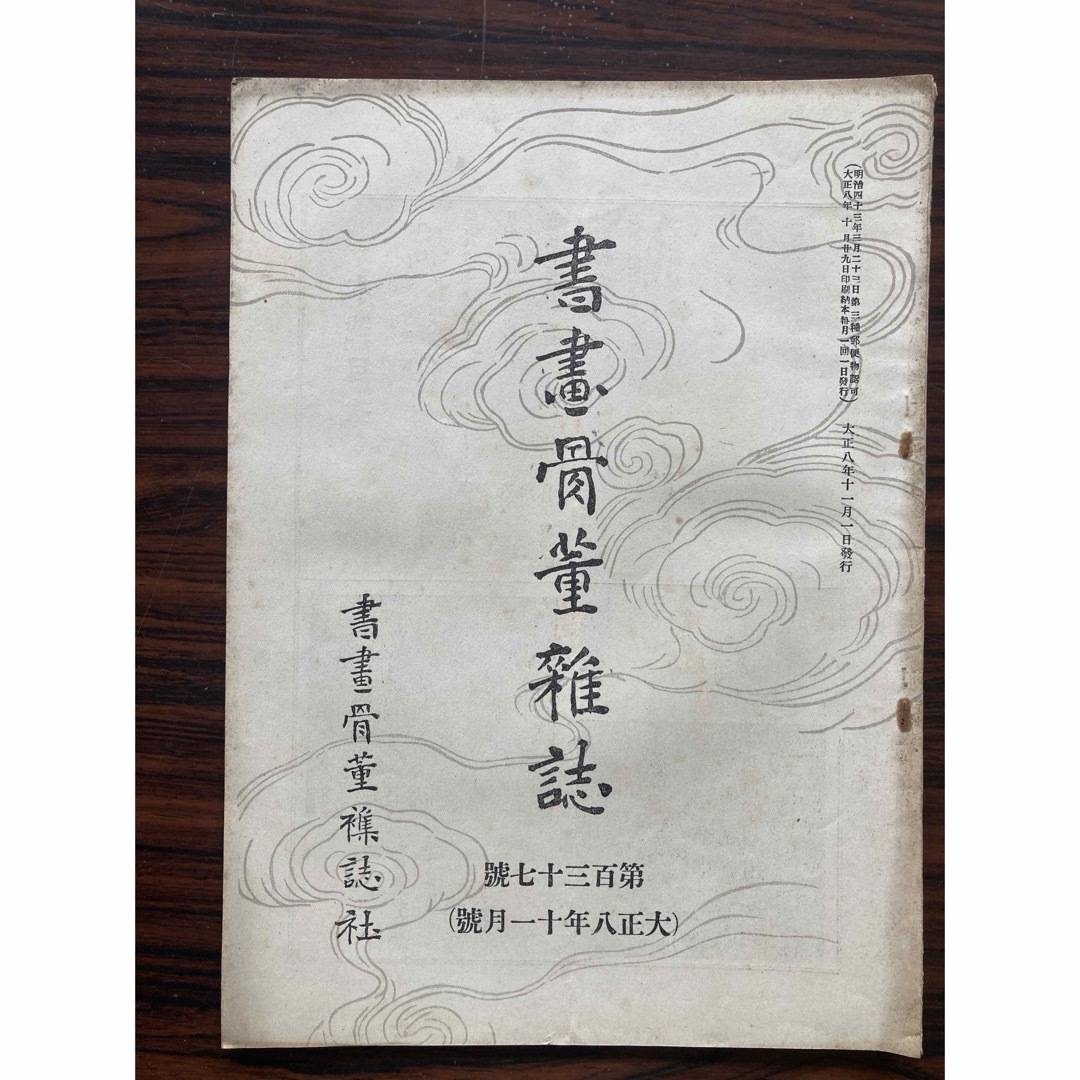 (明治四十三年三月二十三日第三種郵便物認可)
(大正八年十月廿九日印刷納本每月一回一日發行)
大正八年十一月一日發行
書畫骨董雜誌
第百三十七號
(大正八年十一月號)
書畫骨董襍誌社